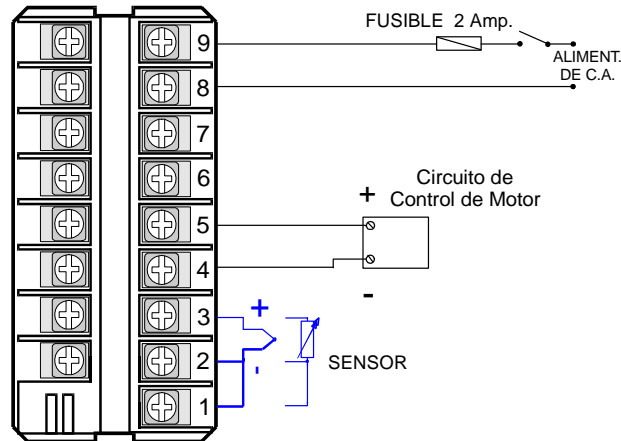 FUSIBLE 2 Amp.
9
ALIMENT.
DE C.A.
8
7
6
Circuito de
Control de Motor
+
5
4
-
3
+
2
-
SENSOR
1